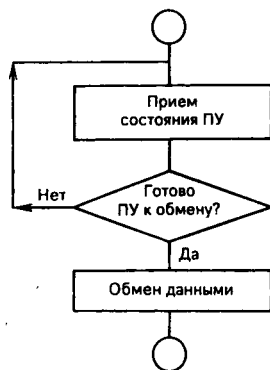 Прием
состояния ПУ
Готово
ПУ к обмену?
Нет
Да
Обмен данными